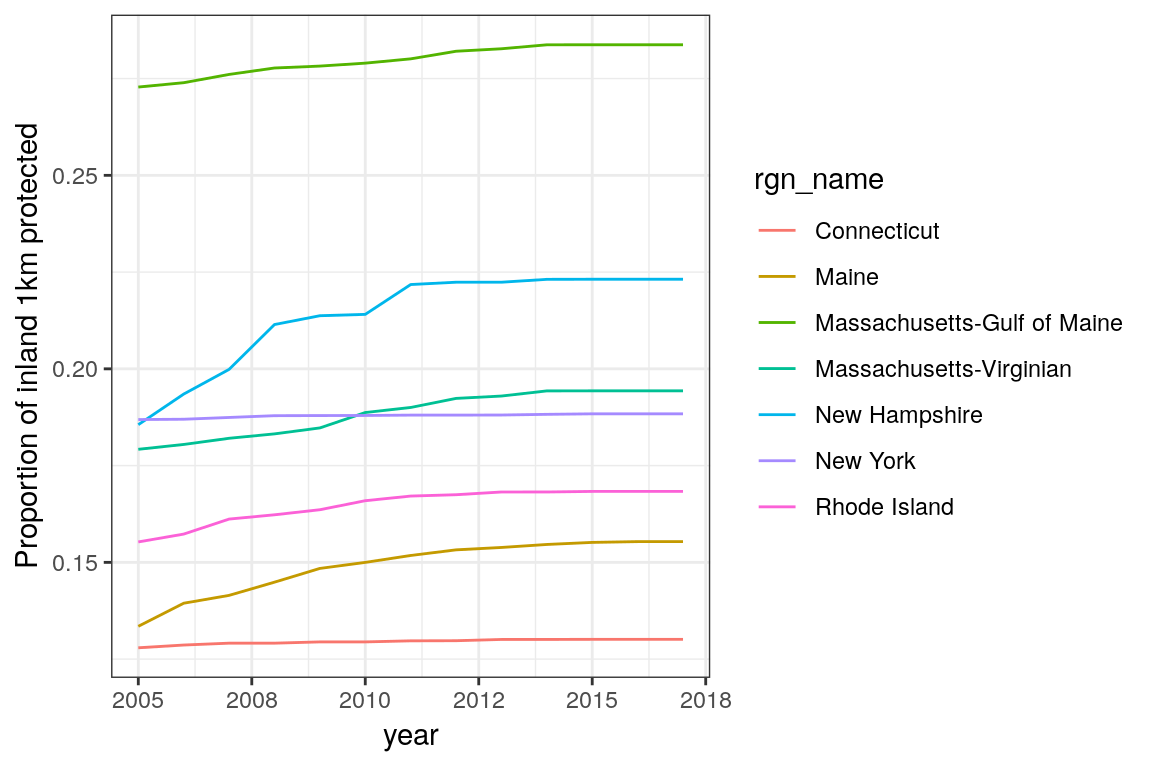 Proportion of inland 1km protected
0.25
0.20
0.15
2005 2008 2010 2012 2015 2018
year
rgn_name
Connecticut
Maine
Massachusetts-Gulf of Maine
Massachusetts-Virginian
New Hampshire
New York
Rhode Island